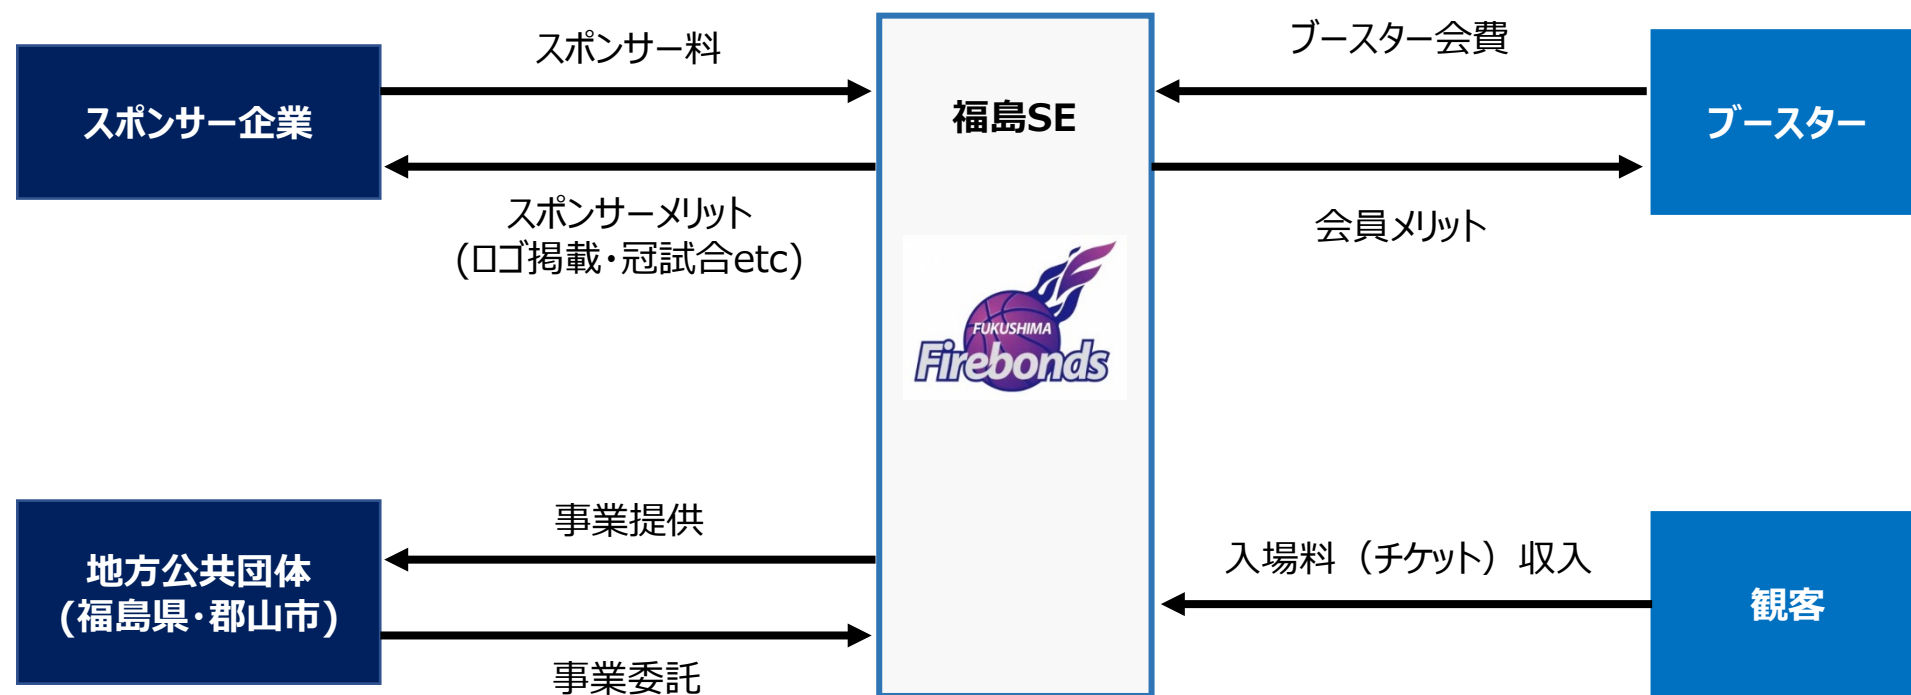 スポンサー料
ブースター会費
スポンサー企業
福島SE
ブースター
スポンサーメリット
(ロゴ掲載・冠試合etc)
会員メリット
FUKUSHIMA
Firebonds
事業提供
入場料（チケット）収入
地方公共団体
(福島県・郡山市)
観客
事業委託